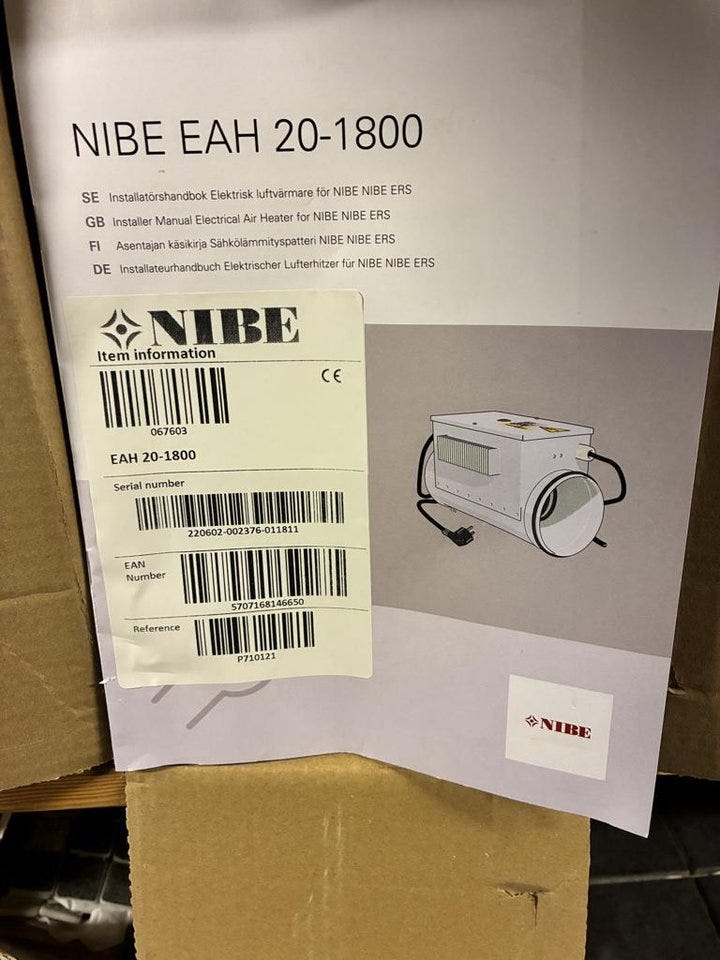 NIBE EAH 20-1800
SE Installatörshandbok Elektrisk luftvärmare för NIBE NIBE ERS
GB Installer Manual Electrical Air Heater for NIBE NIBE ERS
FI Asentajan käsikirja Sähkölämmityspatteri NIBE NIBE ERS
DE Installateurhandbuch Elektrischer Lufterhitzer für NIBE NIBE ERS
NIBE
Item information
CE
067603
EAH 20-1800
Serial number
220602-002376-011811
EAN
Number
5707168146650
Reference
P710121
NIBE